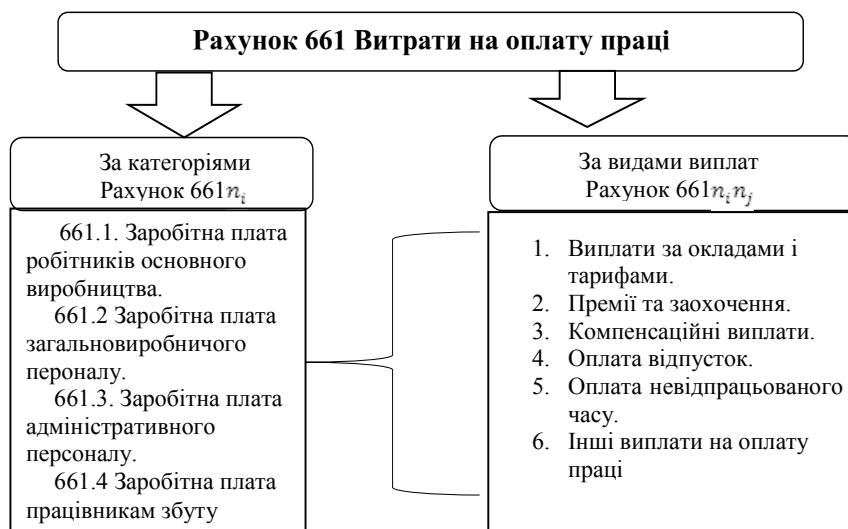 Рахунок 661 Витрати на оплату праці
За категоріями
Рахунок 661nᵢ
661.1. Заробітна плата
робітників основного
виробництва.
661.2 Заробітна плата
загальновиробничого
пероналу.
661.3. Заробітна плата
адміністративного
персоналу.
661.4 Заробітна плата
працівникам збуту
За видами виплат
Рахунок 661nᵢnⱼ
1. Виплати за окладами і
тарифами.
2. Премії та заохочення.
3. Компенсаційні виплати.
4. Оплата відпусток.
5. Оплата невідпрацьованого
часу.
6. Інші виплати на оплату
праці